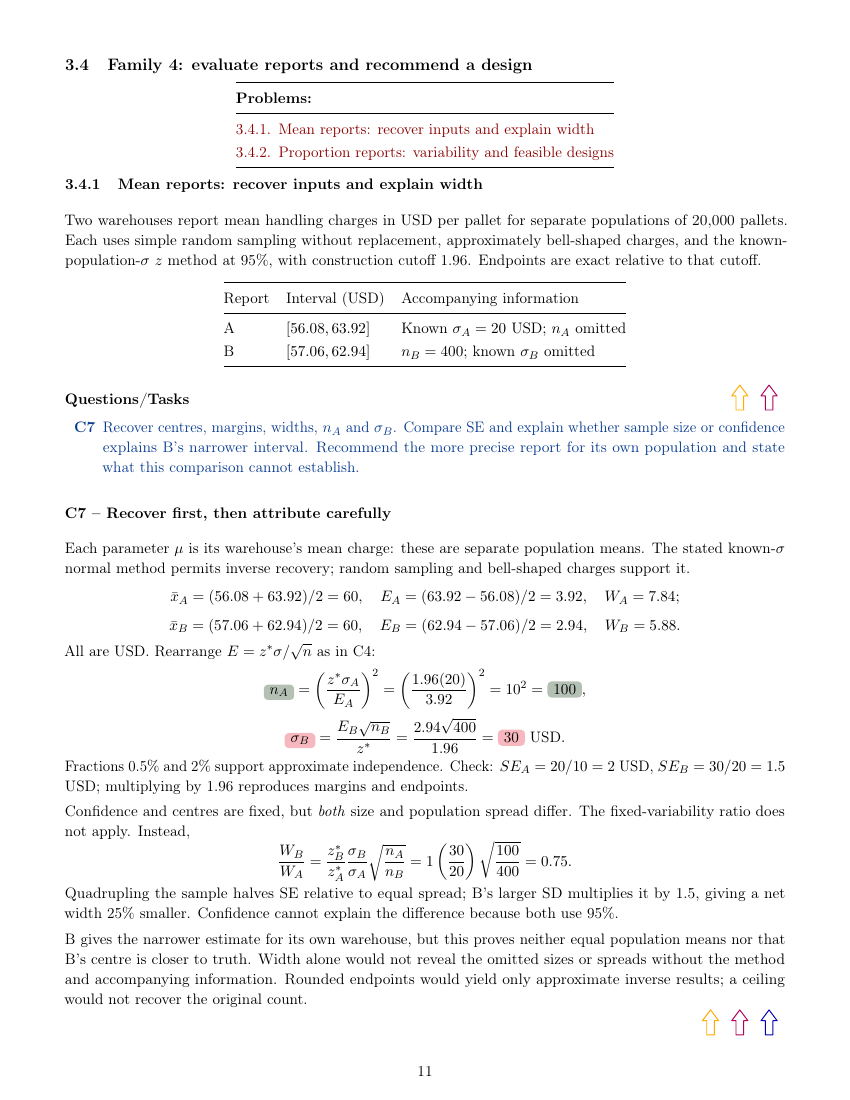 3.4 Family 4: evaluate reports and recommend a design
Problems:
3.4.1. Mean reports: recover inputs and explain width
3.4.2. Proportion reports: variability and feasible designs
3.4.1 Mean reports: recover inputs and explain width
Two warehouses report mean handling charges in USD per pallet for separate populations of 20,000 pallets.
Each uses simple random sampling without replacement, approximately bell-shaped charges, and the known-
population-σ z method at 95%, with construction cutoff 1.96. Endpoints are exact relative to that cutoff.
Report Interval (USD) Accompanying information
A [56.08, 63.92] Known σ_A = 20 USD; n_A omitted
B [57.06, 62.94] n_B = 400; known σ_B omitted
Questions/Tasks
C7 Recover centres, margins, widths, n_A and σ_B. Compare SE and explain whether sample size or confidence
explains B's narrower interval. Recommend the more precise report for its own population and state
what this comparison cannot establish.
C7 – Recover first, then attribute carefully
Each parameter μ is its warehouse's mean charge: these are separate population means. The stated known-σ
normal method permits inverse recovery; random sampling and bell-shaped charges support it.
x̄_A = (56.08 + 63.92)/2 = 60, E_A = (63.92 − 56.08)/2 = 3.92, W_A = 7.84;
x̄_B = (57.06 + 62.94)/2 = 60, E_B = (62.94 − 57.06)/2 = 2.94, W_B = 5.88.
All are USD. Rearrange E = z*σ/√n as in C4:
n_A = (z*σ_A / E_A)² = (1.96(20) / 3.92)² = 10² = 100,
σ_B = E_B√n_B / z* = 2.94√400 / 1.96 = 30 USD.
Fractions 0.5% and 2% support approximate independence. Check: SE_A = 20/10 = 2 USD, SE_B = 30/20 = 1.5
USD; multiplying by 1.96 reproduces margins and endpoints.
Confidence and centres are fixed, but both size and population spread differ. The fixed-variability ratio does
not apply. Instead,
W_B / W_A = z*_B / z*_A σ_B / σ_A √(n_A / n_B) = 1 (30 / 20) √(100 / 400) = 0.75.
Quadrupling the sample halves SE relative to equal spread; B's larger SD multiplies it by 1.5, giving a net
width 25% smaller. Confidence cannot explain the difference because both use 95%.
B gives the narrower estimate for its own warehouse, but this proves neither equal population means nor that
B's centre is closer to truth. Width alone would not reveal the omitted sizes or spreads without the method
and accompanying information. Rounded endpoints would yield only approximate inverse results; a ceiling
would not recover the original count.
11